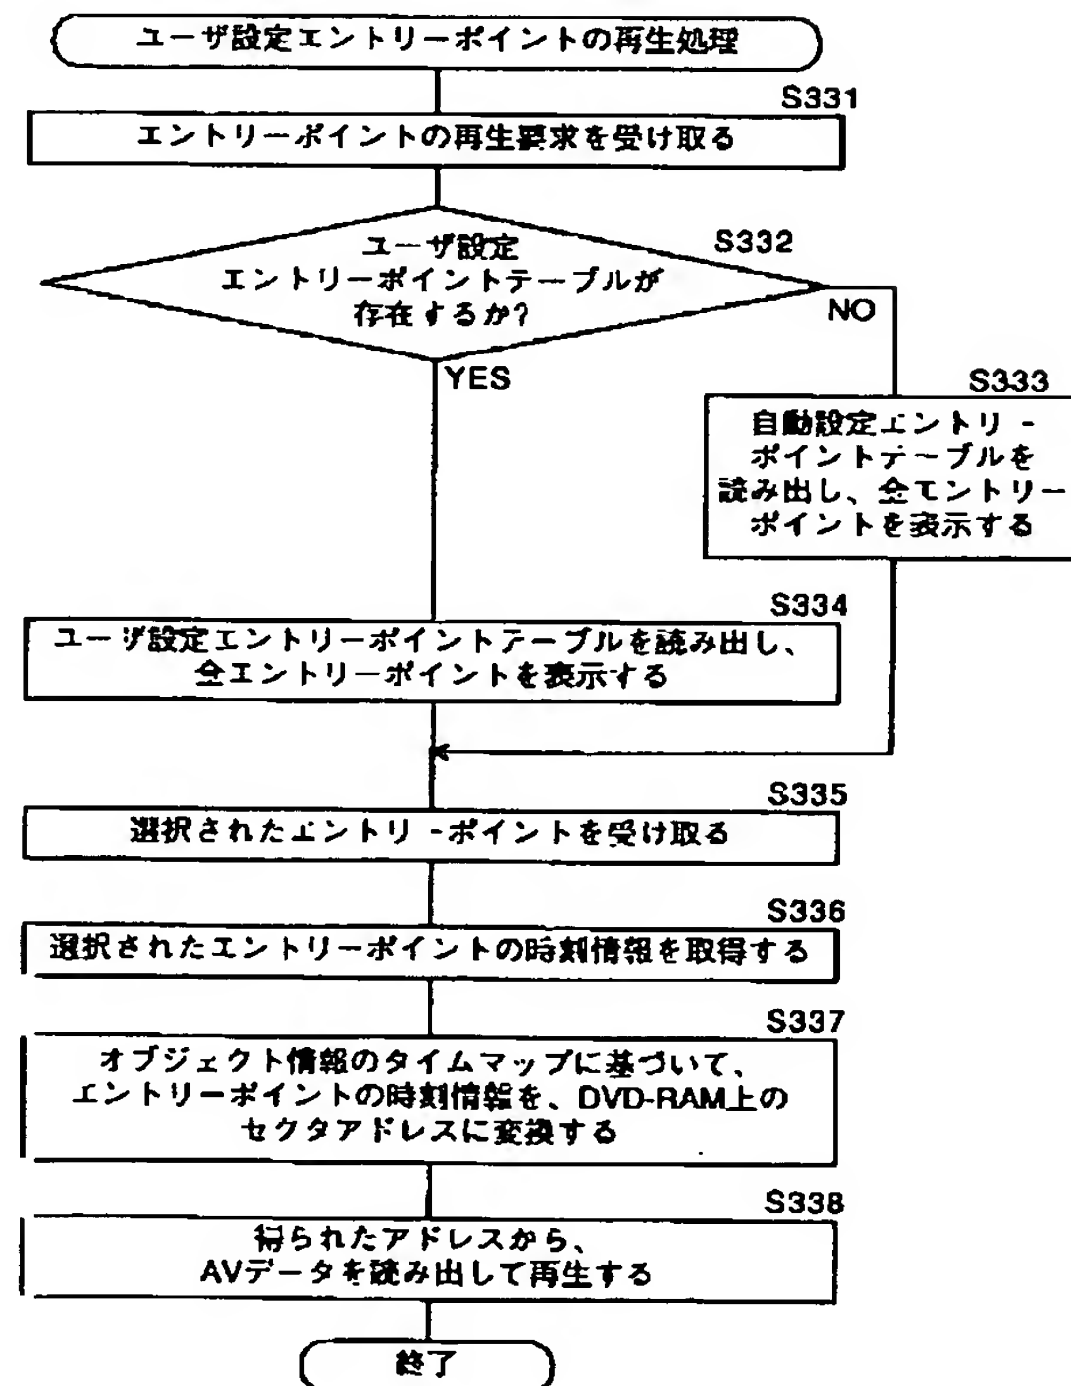 ユーザ設定エントリーポイントの再生処理
S331
エントリーポイントの再生要求を受け取る
S332
ユーザ設定
エントリーポイントテーブルが
存在するか?
NO
YES
S333
自動設定エントリー
ポイントテーブルを
読み出し、全エントリー
ポイントを表示する
S334
ユーザ設定エントリーポイントテーブルを読み出し、
全エントリーポイントを表示する
S335
選択されたエントリーポイントを受け取る
S336
選択されたエントリーポイントの時刻情報を取得する
S337
オブジェクト情報のタイムマップに基づいて、
エントリーポイントの時刻情報を、DVD-RAM上の
セクタアドレスに変換する
S338
得られたアドレスから、
AVデータを読み出して再生する
終了